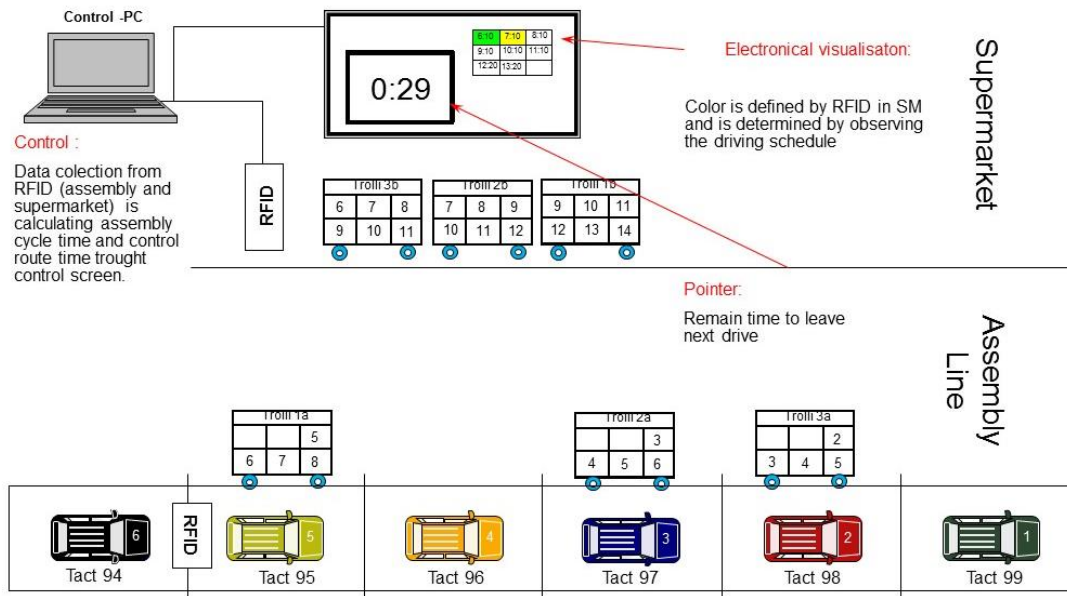 Control -PC
6:10 7:10 8:10
9:10 10:10 11:10
12:20 13:20
0:29
Electronical visualisaton:
Color is defined by RFID in SM
and is determined by observing
the driving schedule
Supermarket
Control :
Data colection from
RFID (assembly and
supermarket) is
calculating assembly
cycle time and control
route time trought
control screen.
RFID
Trolli 3b
6 7 8
9 10 11
Trolli 2b
7 8 9
10 11 12
Trolli 1b
9 10 11
12 13 14
Pointer:
Remain time to leave
next drive
Assembly
Line
Trolli 1a
5
6 7 8
Trolli 2a
3
4 5 6
Trolli 3a
2
3 4 5
6
RFID
5
4
3
2
1
Tact 94
Tact 95
Tact 96
Tact 97
Tact 98
Tact 99